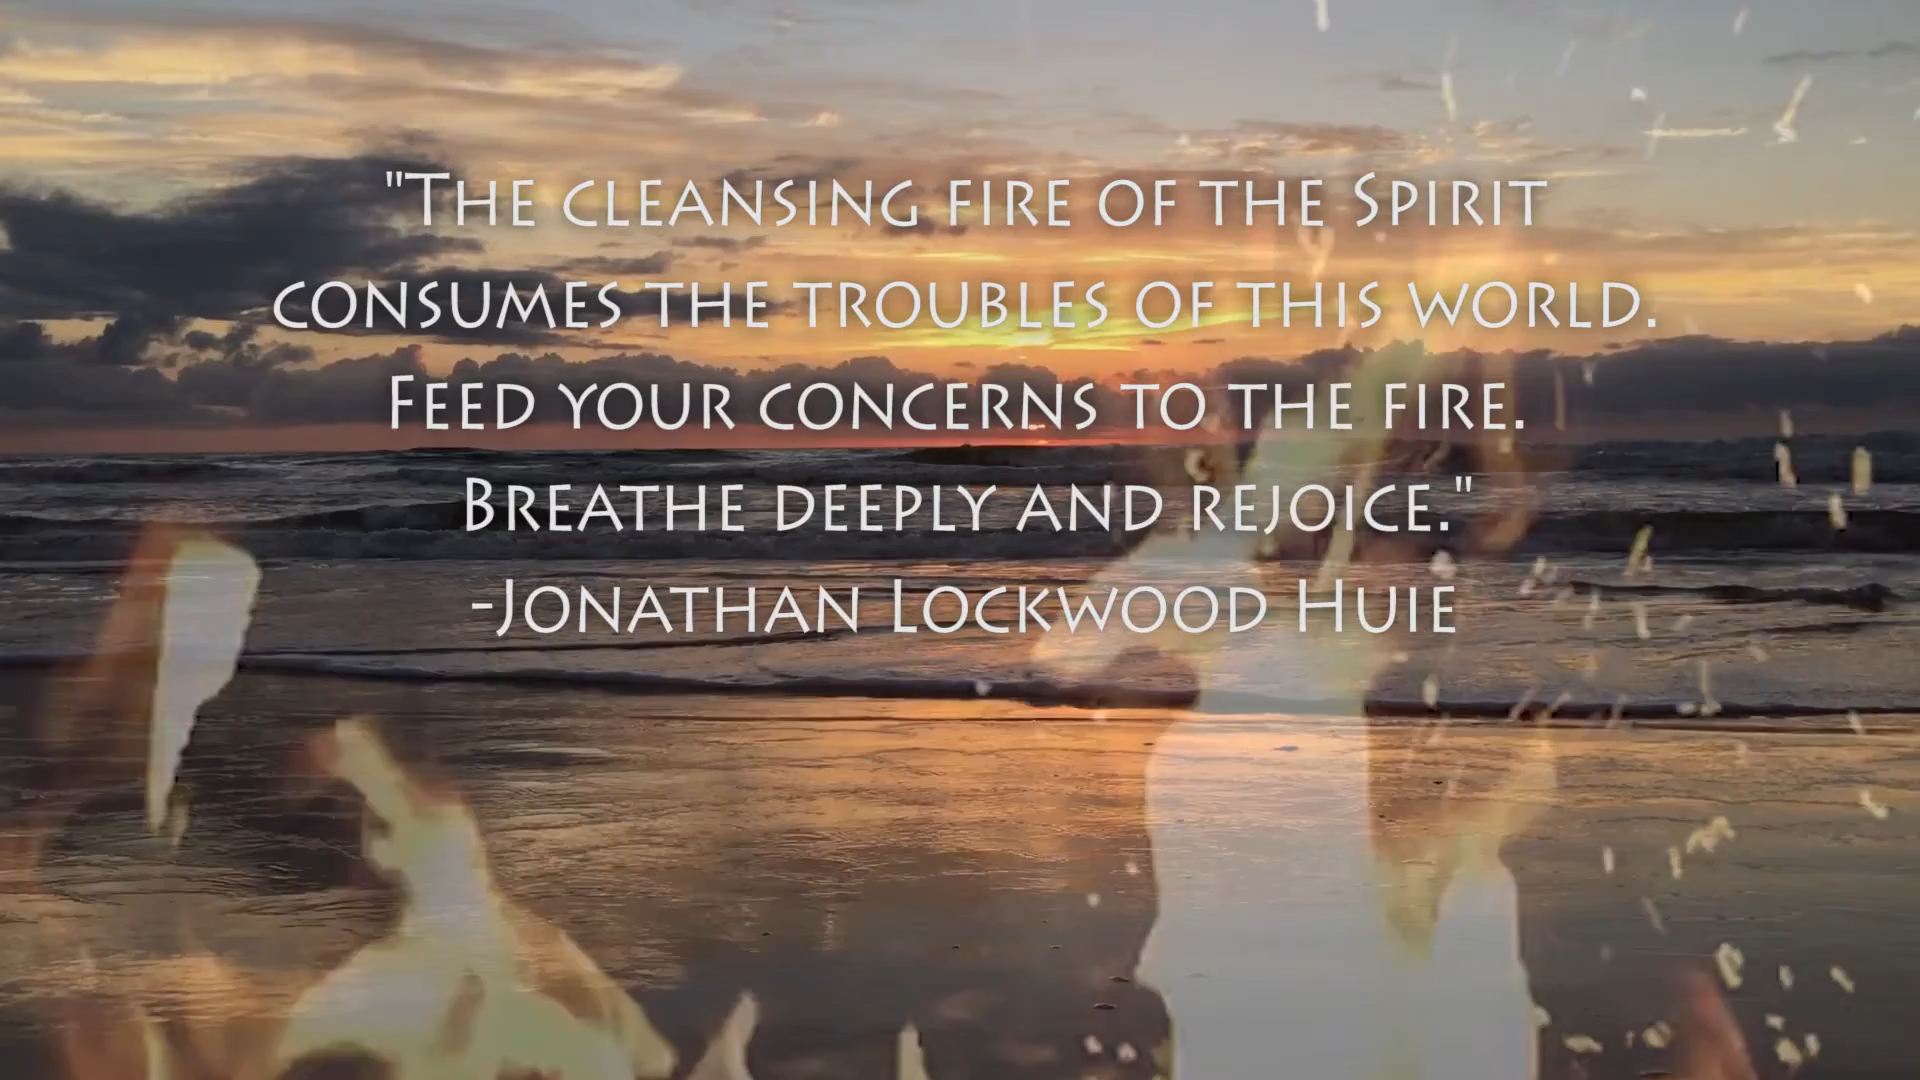 "The cleansing fire of the Spirit
consumes the troubles of this world.
Feed your concerns to the fire.
Breathe deeply and rejoice."
-Jonathan Lockwood Huie